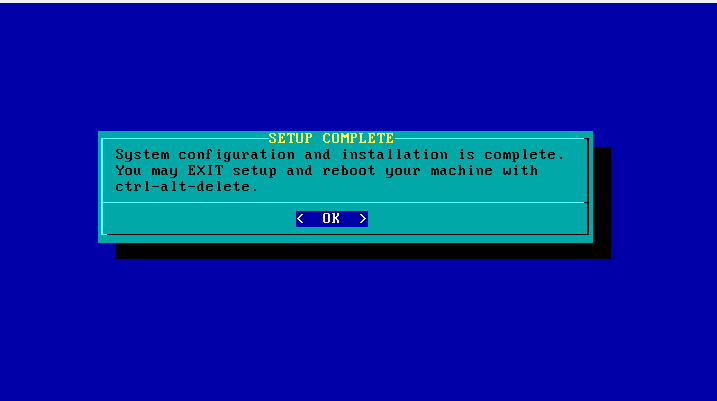 SETUP COMPLETE
System configuration and installation is complete.
You may EXIT setup and reboot your machine with
ctrl-alt-delete.
< OK >